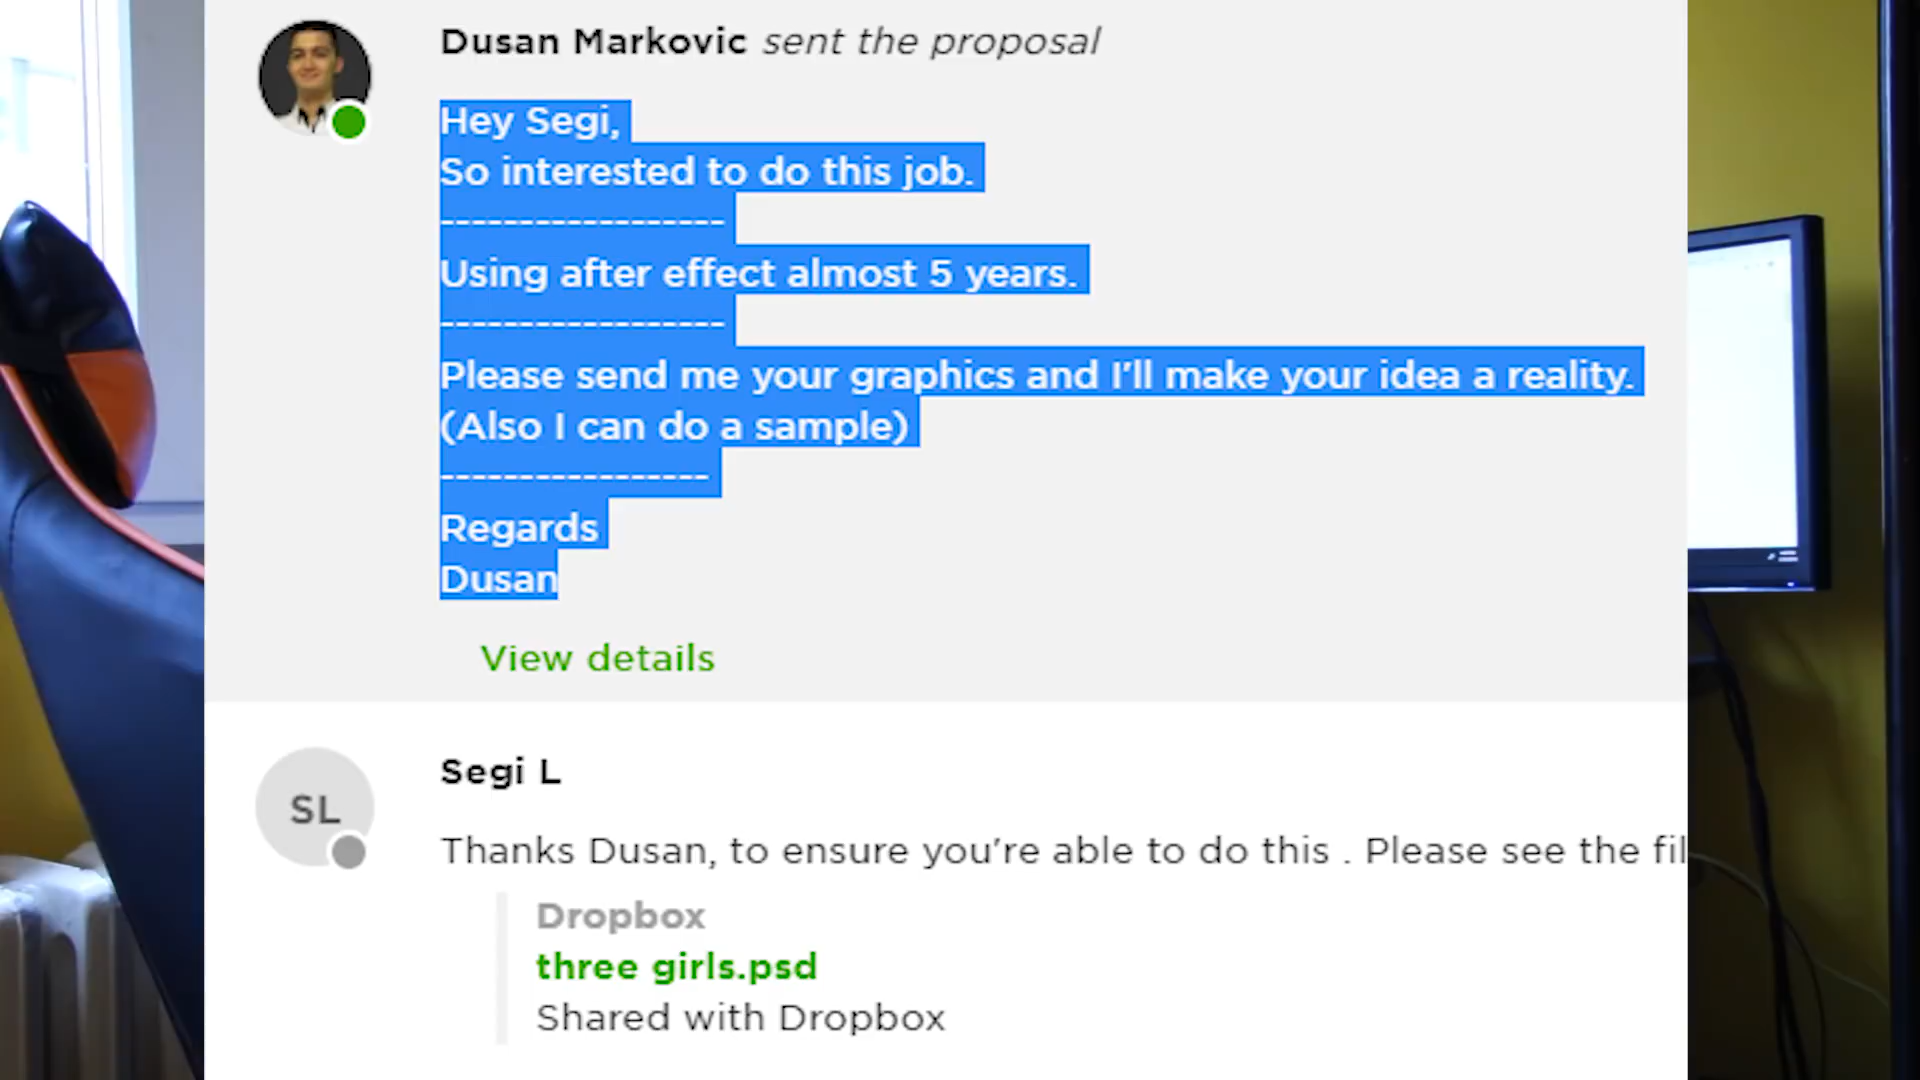 Dusan Markovic sent the proposal
Hey Segi,
So interested to do this job.
------------------
Using after effect almost 5 years.
------------------
Please send me your graphics and I'll make your idea a reality.
(Also I can do a sample)
-----------------
Regards
Dusan
View details
SL
Segi L
Thanks Dusan, to ensure you're able to do this . Please see the fil
Dropbox
three girls.psd
Shared with Dropbox